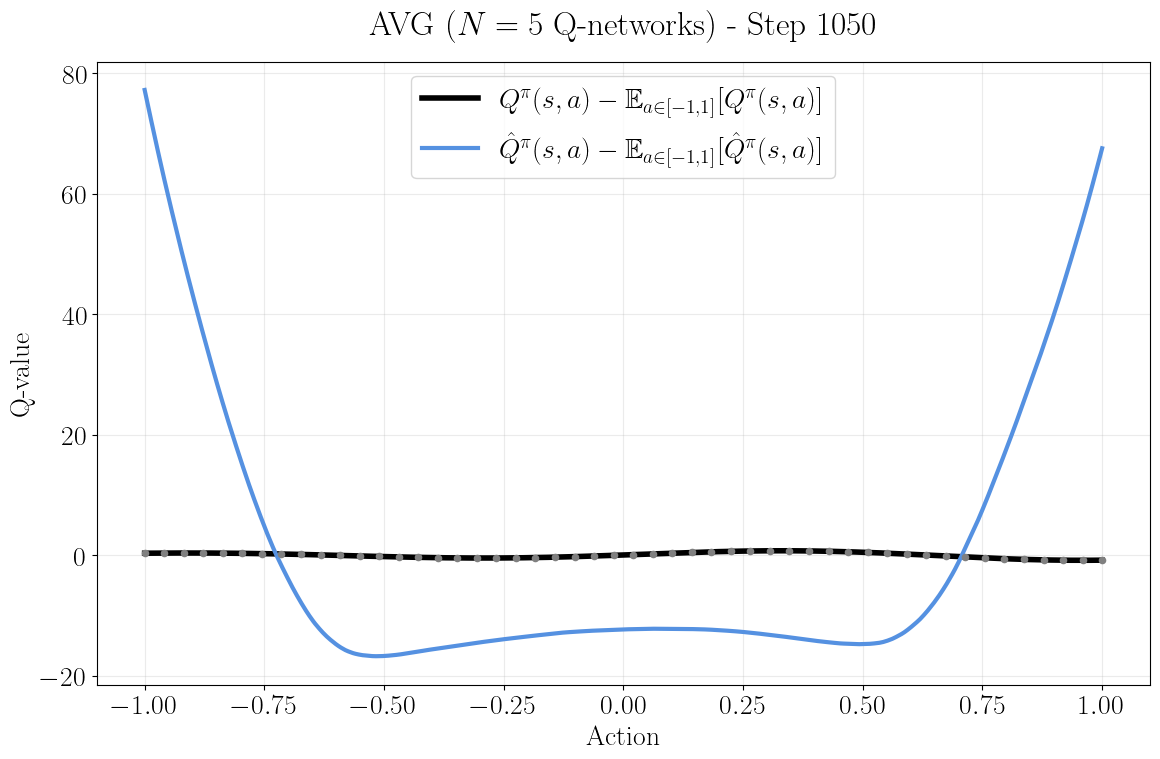 AVG (N = 5 Q-networks) - Step 1050
Q^π(s, a) − 𝔼_{a∈[−1,1]}[Q^π(s, a)]
Q̂^π(s, a) − 𝔼_{a∈[−1,1]}[Q̂^π(s, a)]
80
60
40
20
0
−20
Q-value
−1.00 −0.75 −0.50 −0.25 0.00 0.25 0.50 0.75 1.00
Action